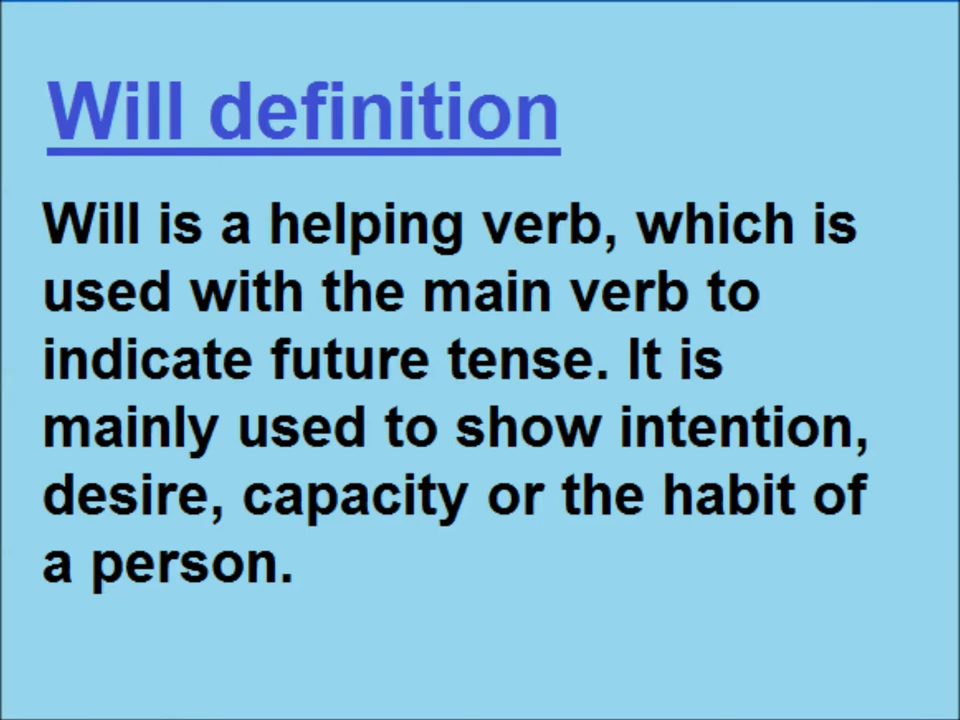 Will definition
Will is a helping verb, which is
used with the main verb to
indicate future tense. It is
mainly used to show intention,
desire, capacity or the habit of
a person.